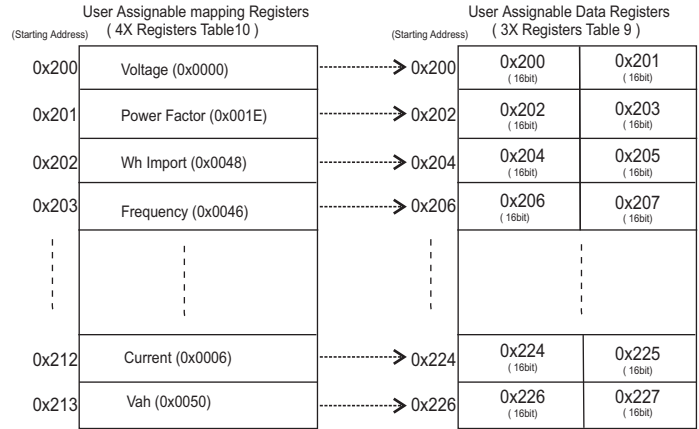 User Assignable mapping Registers
( 4X Registers Table10 )
(Starting Address)
User Assignable Data Registers
( 3X Registers Table 9 )
(Starting Address)
0x200 Voltage (0x0000) 0x200 0x200 0x201
( 16bit) ( 16bit)
0x201 Power Factor (0x001E) 0x202 0x202 0x203
( 16bit) ( 16bit)
0x202 Wh Import (0x0048) 0x204 0x204 0x205
( 16bit) ( 16bit)
0x203 Frequency (0x0046) 0x206 0x206 0x207
( 16bit) ( 16bit)
0x212 Current (0x0006) 0x224 0x224 0x225
( 16bit) ( 16bit)
0x213 Vah (0x0050) 0x226 0x226 0x227
( 16bit) ( 16bit)